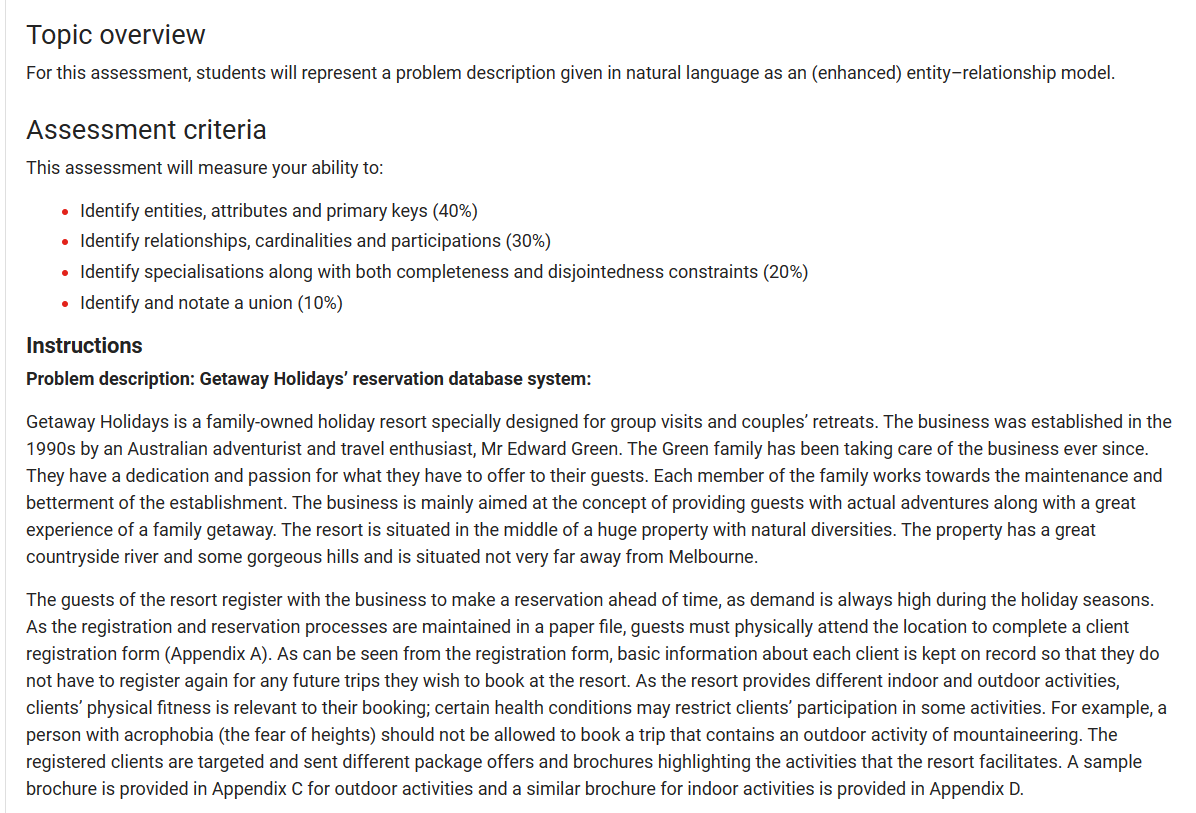 Topic overview
For this assessment, students will represent a problem description given in natural language as an (enhanced) entity–relationship model.
Assessment criteria
This assessment will measure your ability to:
• Identify entities, attributes and primary keys (40%)
• Identify relationships, cardinalities and participations (30%)
• Identify specialisations along with both completeness and disjointedness constraints (20%)
• Identify and notate a union (10%)
Instructions
Problem description: Getaway Holidays’ reservation database system:
Getaway Holidays is a family-owned holiday resort specially designed for group visits and couples’ retreats. The business was established in the
1990s by an Australian adventurist and travel enthusiast, Mr Edward Green. The Green family has been taking care of the business ever since.
They have a dedication and passion for what they have to offer to their guests. Each member of the family works towards the maintenance and
betterment of the establishment. The business is mainly aimed at the concept of providing guests with actual adventures along with a great
experience of a family getaway. The resort is situated in the middle of a huge property with natural diversities. The property has a great
countryside river and some gorgeous hills and is situated not very far away from Melbourne.
The guests of the resort register with the business to make a reservation ahead of time, as demand is always high during the holiday seasons.
As the registration and reservation processes are maintained in a paper file, guests must physically attend the location to complete a client
registration form (Appendix A). As can be seen from the registration form, basic information about each client is kept on record so that they do
not have to register again for any future trips they wish to book at the resort. As the resort provides different indoor and outdoor activities,
clients’ physical fitness is relevant to their booking; certain health conditions may restrict clients’ participation in some activities. For example, a
person with acrophobia (the fear of heights) should not be allowed to book a trip that contains an outdoor activity of mountaineering. The
registered clients are targeted and sent different package offers and brochures highlighting the activities that the resort facilitates. A sample
brochure is provided in Appendix C for outdoor activities and a similar brochure for indoor activities is provided in Appendix D.